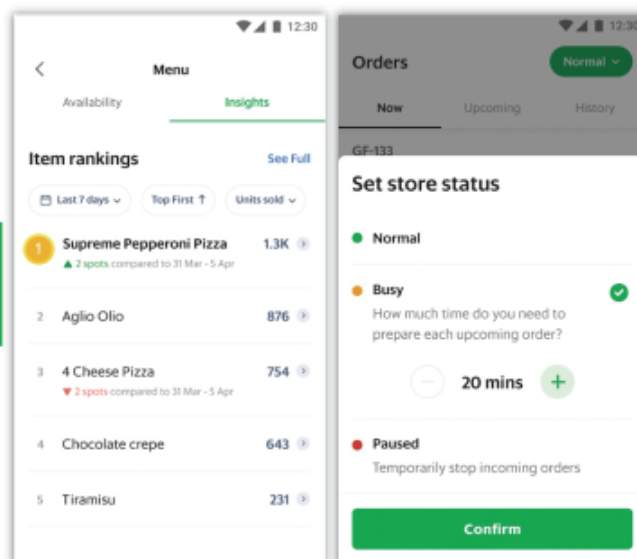 12:30
Menu
Availability
Insights
Item rankings
See Full
Last 7 days
Top First ↑
Units sold
1
Supreme Pepperoni Pizza
1.3K
▲ 2 spots compared to 31 Mar - 5 Apr
2
Aglio Olio
876
3
4 Cheese Pizza
754
▼ 2 spots compared to 31 Mar - 5 Apr
4
Chocolate crepe
643
5
Tiramisu
231
12:30
Orders
Normal
Now
Upcoming
History
GF-133
Set store status
Normal
Busy
How much time do you need to
prepare each upcoming order?
20 mins
Paused
Temporarily stop incoming orders
Confirm